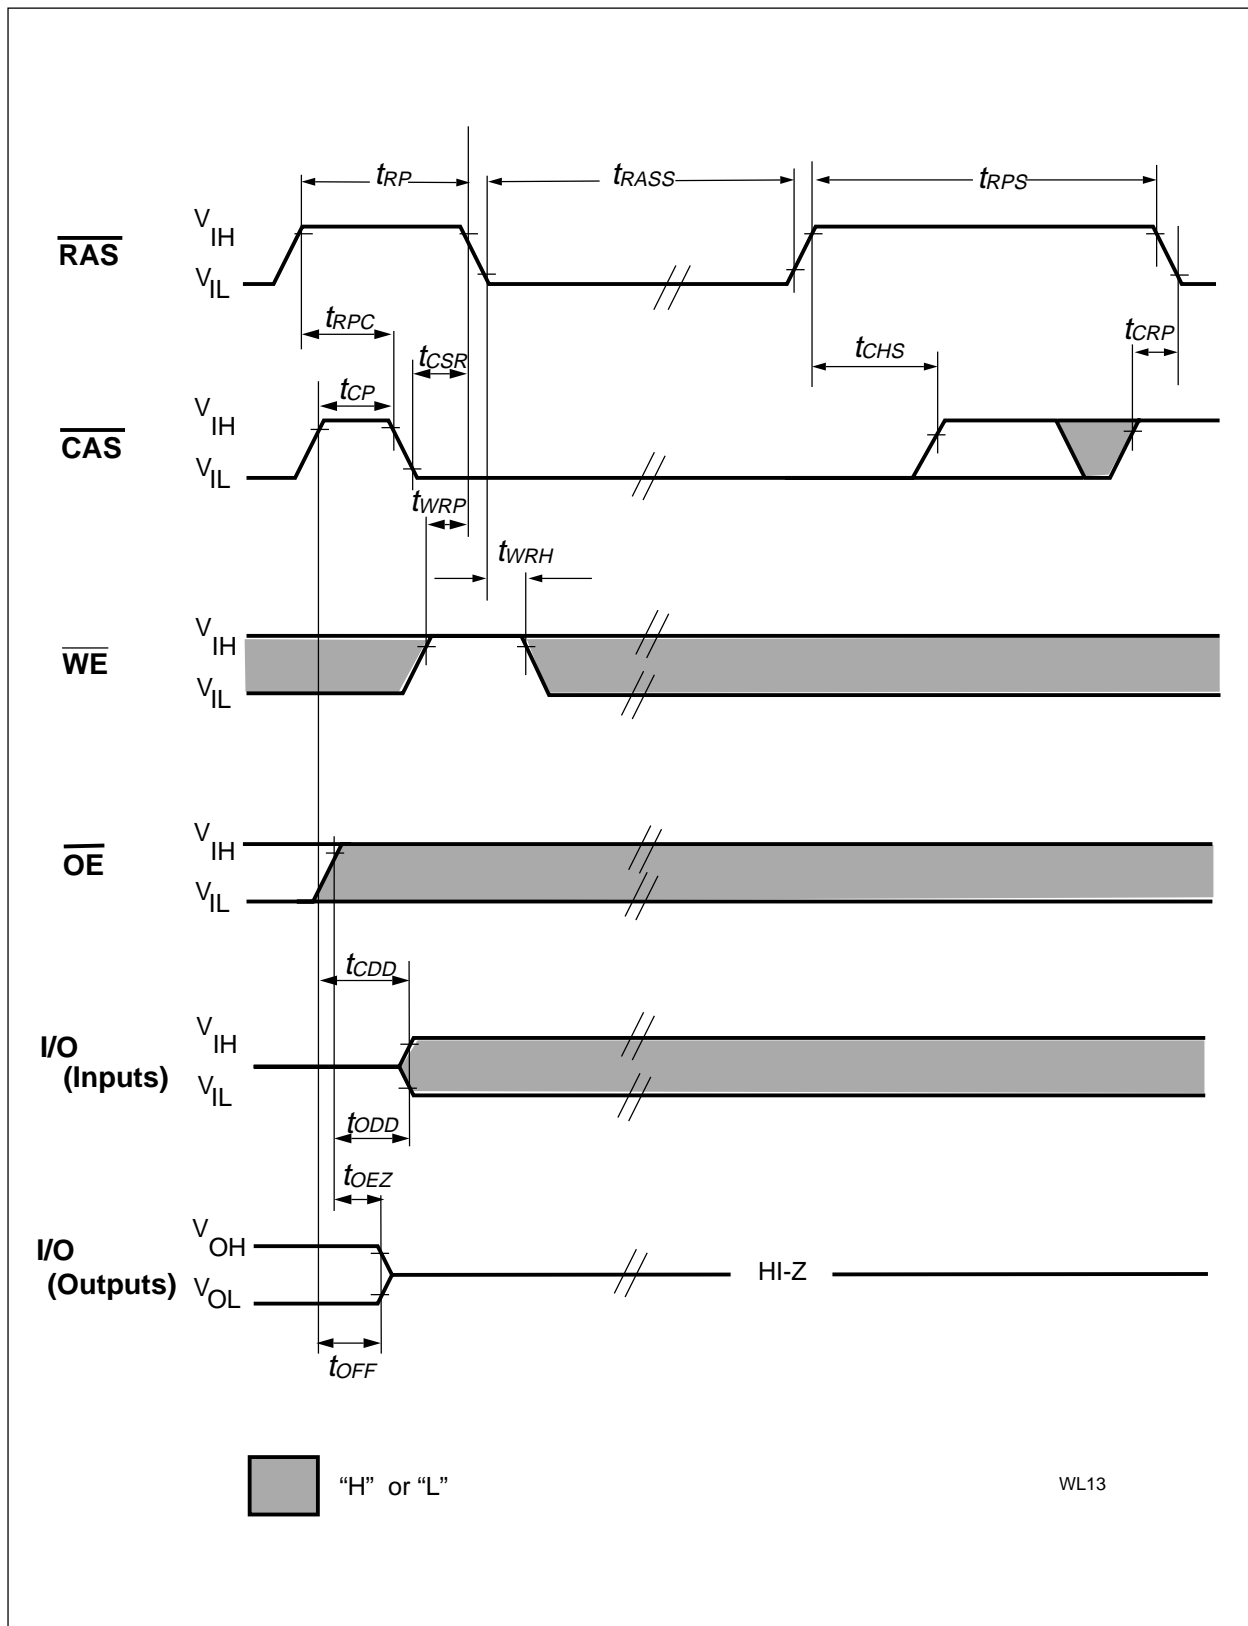 tRP
tRASS
tRPS
VIH
RAS
VIL
tRPC
tCSR
tCHS
tCRP
tCP
VIH
CAS
VIL
tWRP
tWRH
VIH
WE
VIL
VIH
OE
VIL
tCDD
VIH
I/O
(Inputs)
VIL
tODD
tOEZ
VOH
I/O
(Outputs)
VOL
HI-Z
tOFF
“H” or “L”
WL13